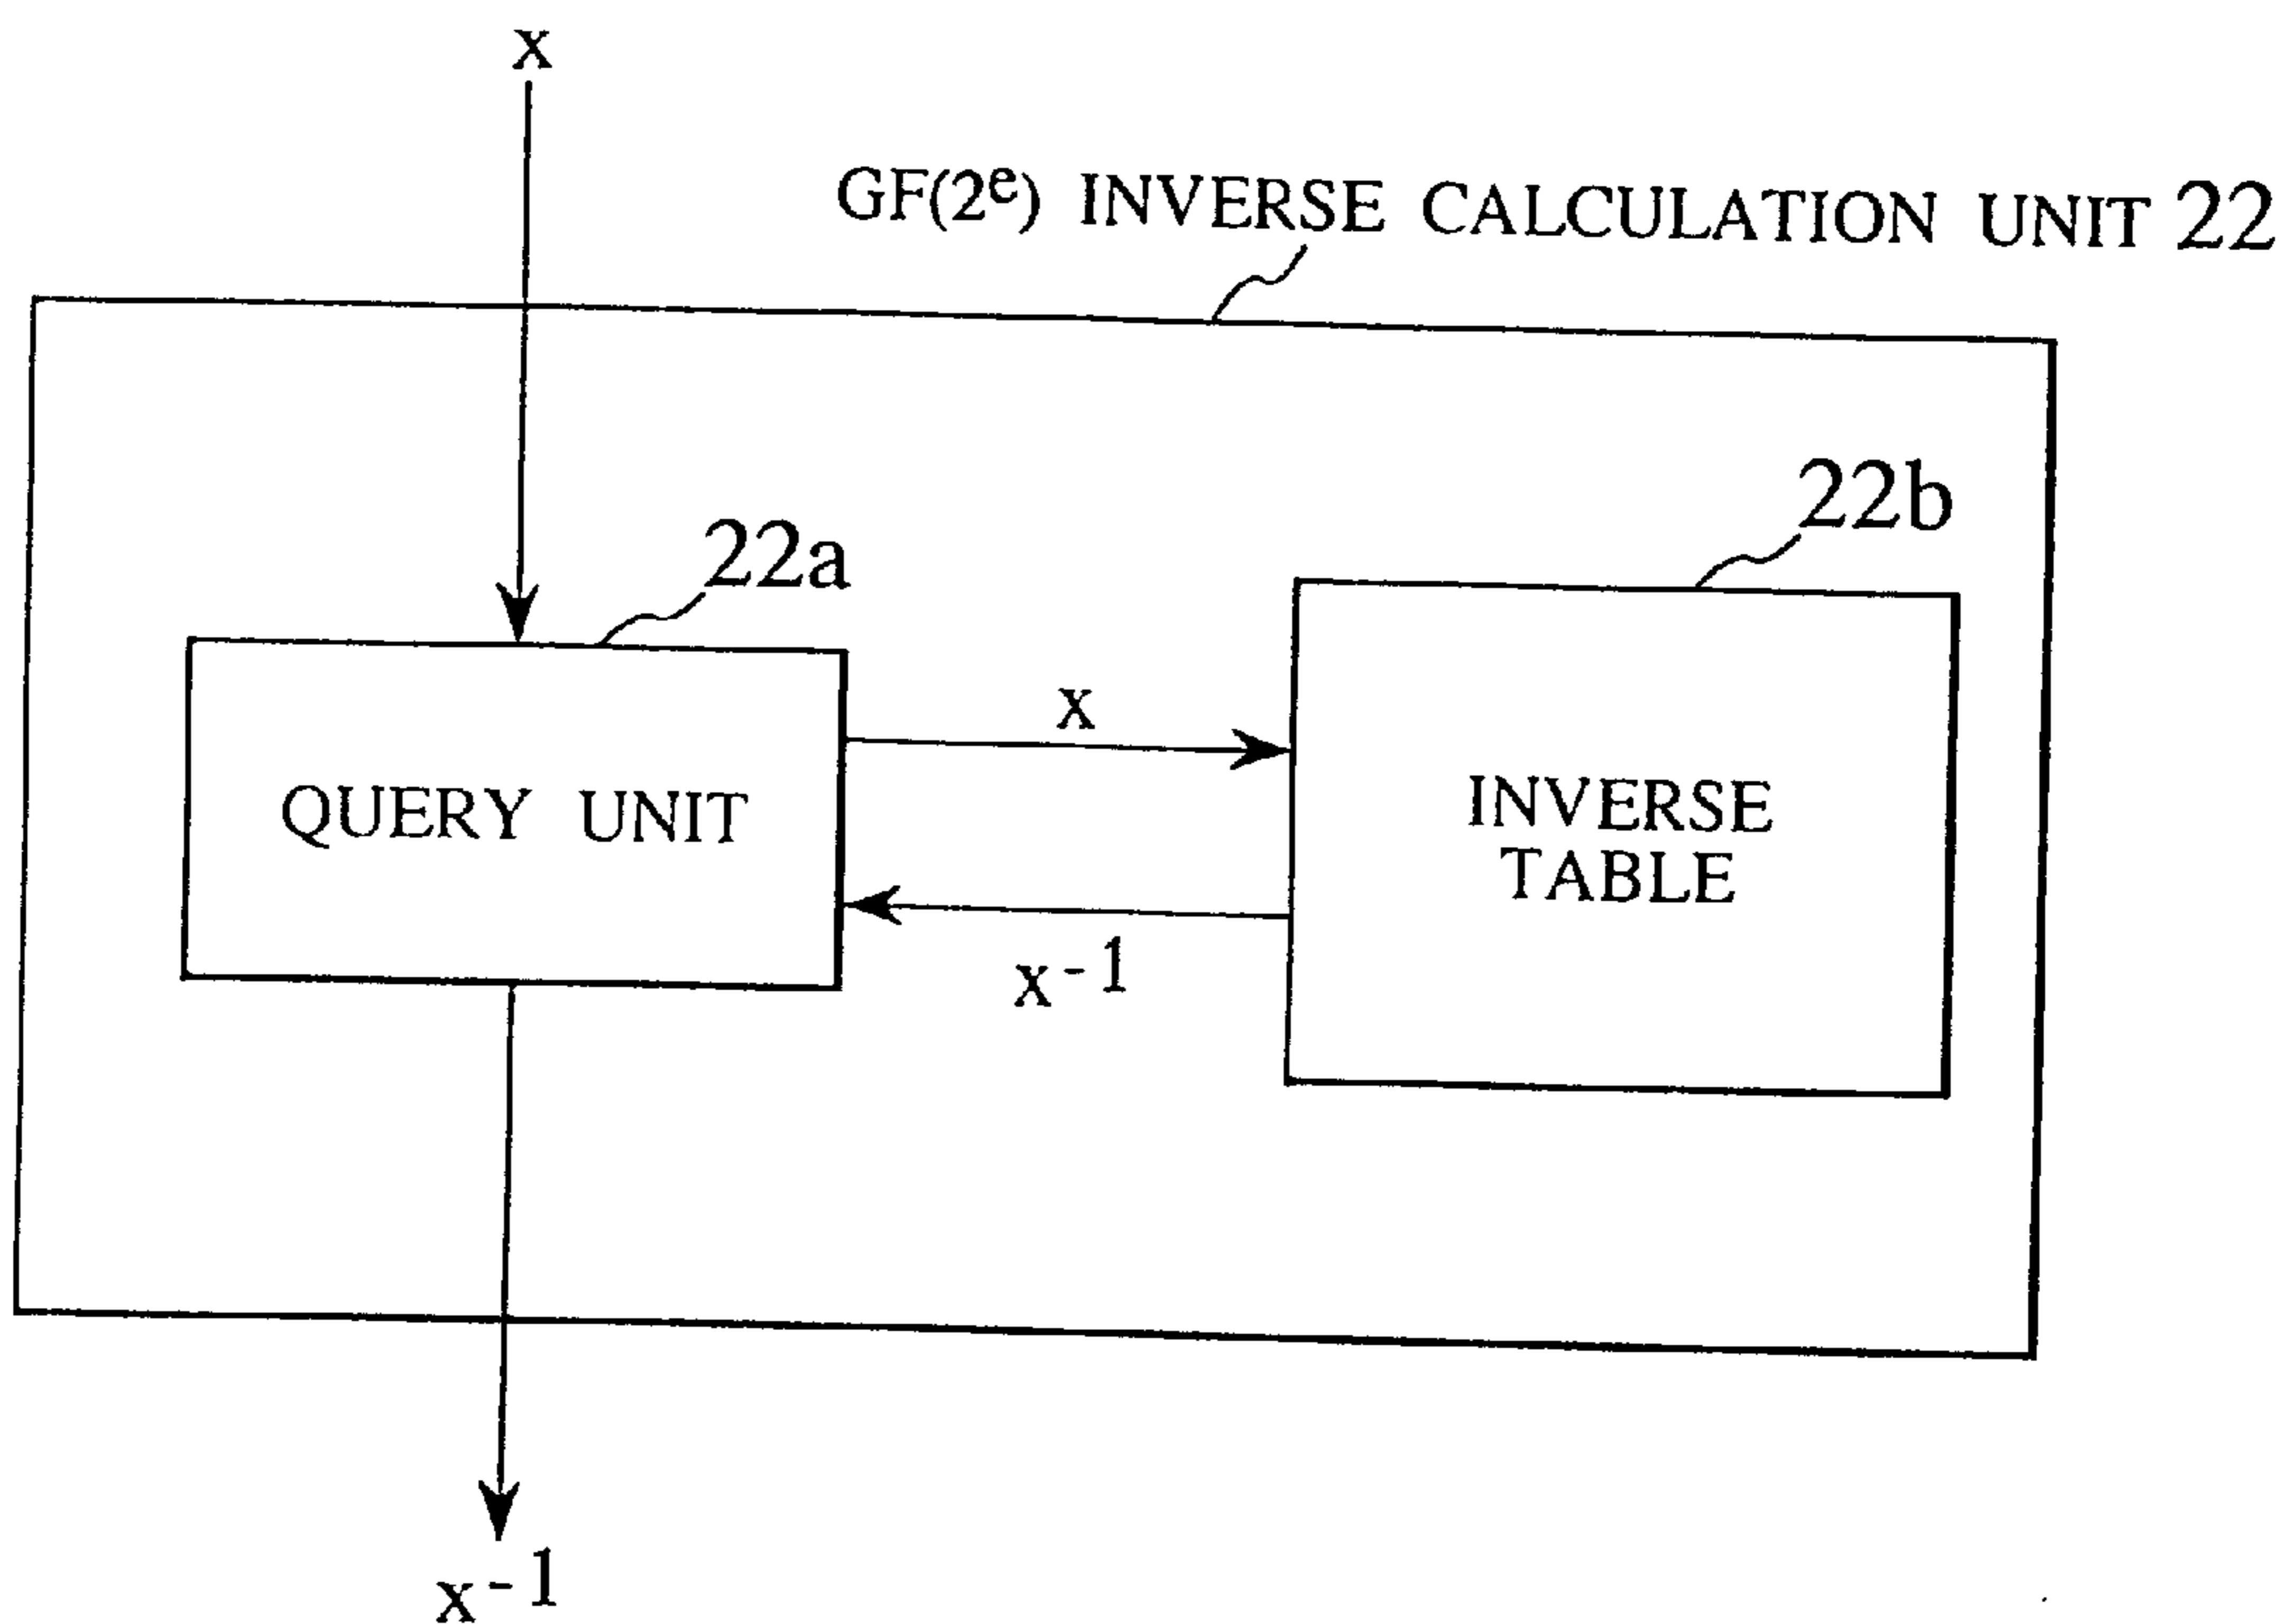 x
GF(2^e) INVERSE CALCULATION UNIT 22
22b
22a
x
QUERY UNIT
INVERSE
TABLE
x^-1
x^-1